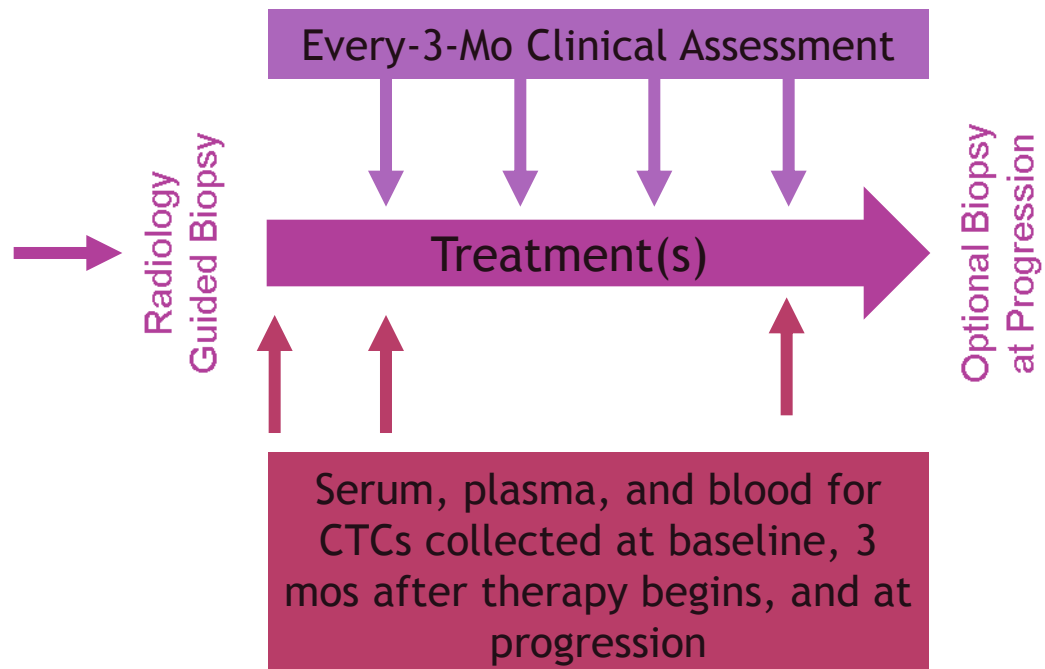 Every-3-Mo Clinical Assessment
Radiology
Guided Biopsy
Treatment(s)
Optional Biopsy
at Progression
Serum, plasma, and blood for
CTCs collected at baseline, 3
mos after therapy begins, and at
progression